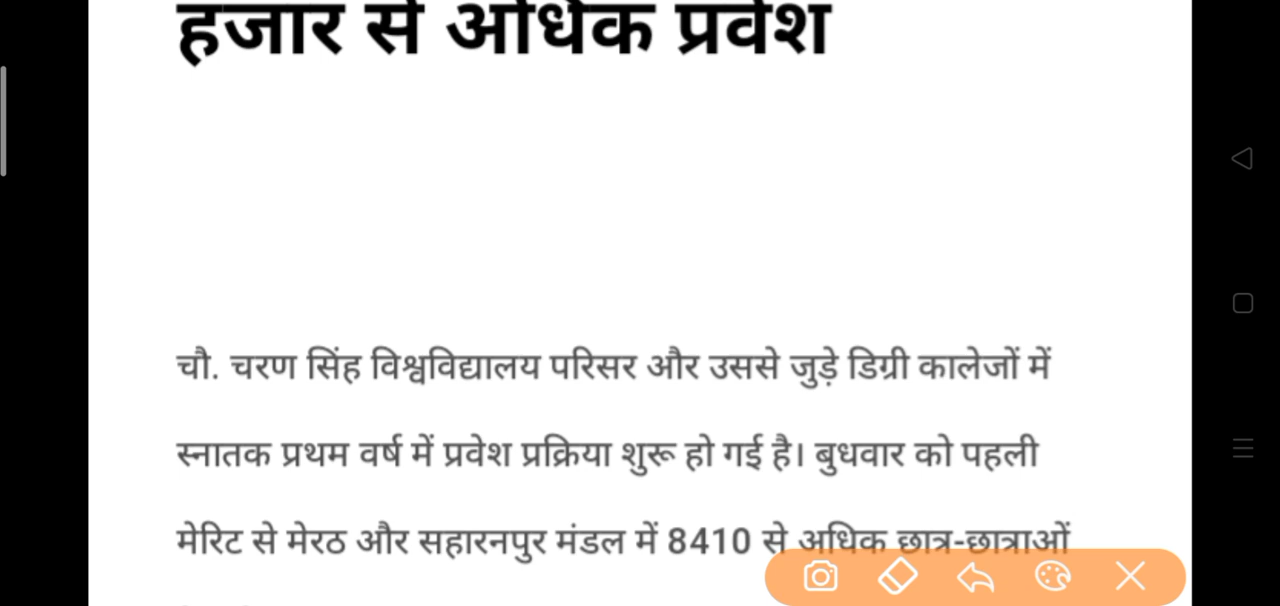 हजार से अधिक प्रवेश
चौ. चरण सिंह विश्वविद्यालय परिसर और उससे जुड़े डिग्री कालेजों में
स्नातक प्रथम वर्ष में प्रवेश प्रक्रिया शुरू हो गई है। बुधवार को पहली
मेरिट से मेरठ और सहारनपुर मंडल में 8410 से अधिक छात्र-छात्राओं